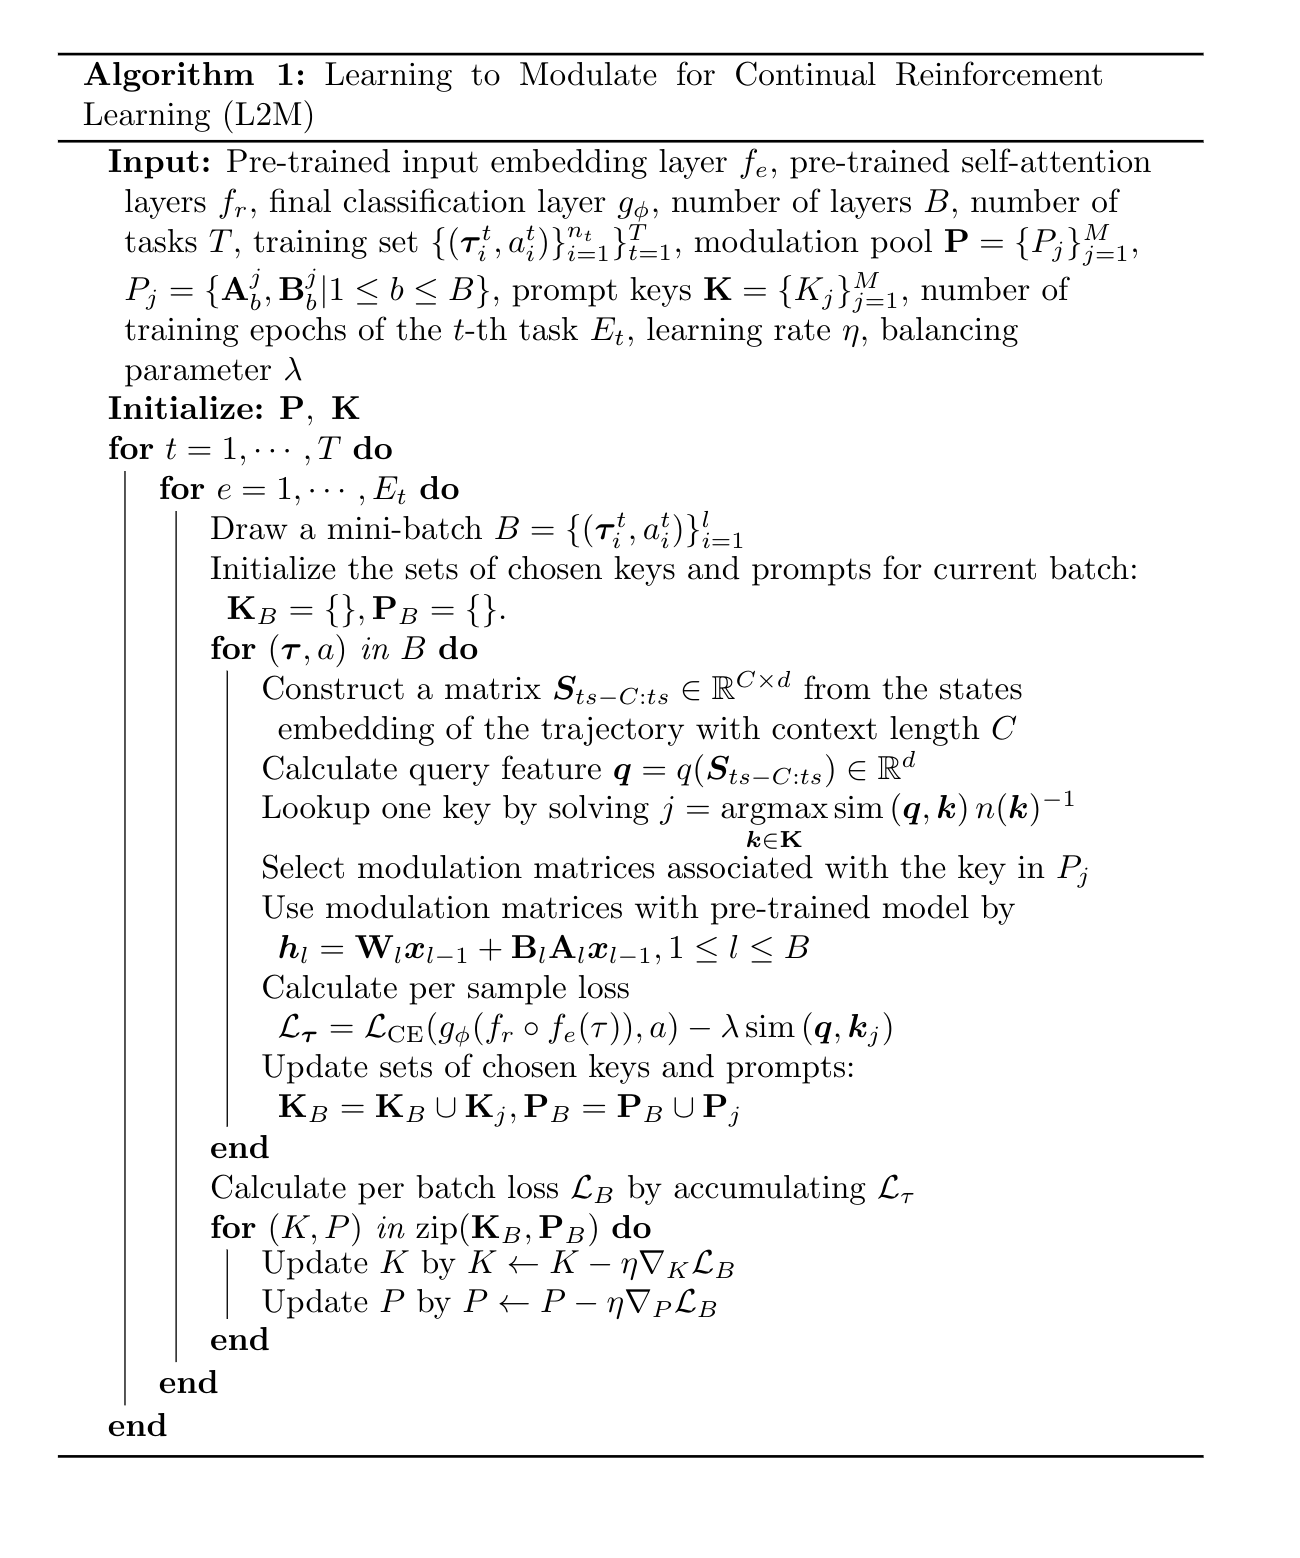 Algorithm 1: Learning to Modulate for Continual Reinforcement
Learning (L2M)
Input: Pre-trained input embedding layer $f_e$, pre-trained self-attention
layers $f_r$, final classification layer $g_\phi$, number of layers $B$, number of
tasks $T$, training set $\{(\boldsymbol{\tau}_i^t, a_i^t)\}_{i=1}^{n_t}\}_{t=1}^T$, modulation pool $\mathbf{P} = \{P_j\}_{j=1}^M$,
$P_j = \{\mathbf{A}_b^j, \mathbf{B}_b^j | 1 \leq b \leq B\}$, prompt keys $\mathbf{K} = \{K_j\}_{j=1}^M$, number of
training epochs of the $t$-th task $E_t$, learning rate $\eta$, balancing
parameter $\lambda$
Initialize: $\mathbf{P}$, $\mathbf{K}$
for $t = 1, \cdots, T$ do
for $e = 1, \cdots, E_t$ do
Draw a mini-batch $B = \{(\boldsymbol{\tau}_i^t, a_i^t)\}_{i=1}^l$
Initialize the sets of chosen keys and prompts for current batch:
$\mathbf{K}_B = \{\}, \mathbf{P}_B = \{\}$.
for $(\boldsymbol{\tau}, a)$ in $B$ do
Construct a matrix $\boldsymbol{S}_{ts-C:ts} \in \mathbb{R}^{C \times d}$ from the states
embedding of the trajectory with context length $C$
Calculate query feature $\boldsymbol{q} = q(\boldsymbol{S}_{ts-C:ts}) \in \mathbb{R}^d$
Lookup one key by solving $j = \underset{\boldsymbol{k} \in \mathbf{K}}{\text{argmax}} \, \text{sim}\,(\boldsymbol{q}, \boldsymbol{k})\, n(\boldsymbol{k})^{-1}$
Select modulation matrices associated with the key in $P_j$
Use modulation matrices with pre-trained model by
$\boldsymbol{h}_l = \mathbf{W}_l \boldsymbol{x}_{l-1} + \mathbf{B}_l \mathbf{A}_l \boldsymbol{x}_{l-1}, 1 \leq l \leq B$
Calculate per sample loss
$\mathcal{L}_{\boldsymbol{\tau}} = \mathcal{L}_{\text{CE}}(g_\phi(f_r \circ f_e(\tau)), a) - \lambda \, \text{sim}\,(\boldsymbol{q}, \boldsymbol{k}_j)$
Update sets of chosen keys and prompts:
$\mathbf{K}_B = \mathbf{K}_B \cup \mathbf{K}_j, \mathbf{P}_B = \mathbf{P}_B \cup \mathbf{P}_j$
end
Calculate per batch loss $\mathcal{L}_B$ by accumulating $\mathcal{L}_\tau$
for $(K, P)$ in zip($\mathbf{K}_B, \mathbf{P}_B$) do
Update $K$ by $K \leftarrow K - \eta \nabla_K \mathcal{L}_B$
Update $P$ by $P \leftarrow P - \eta \nabla_P \mathcal{L}_B$
end
end
end